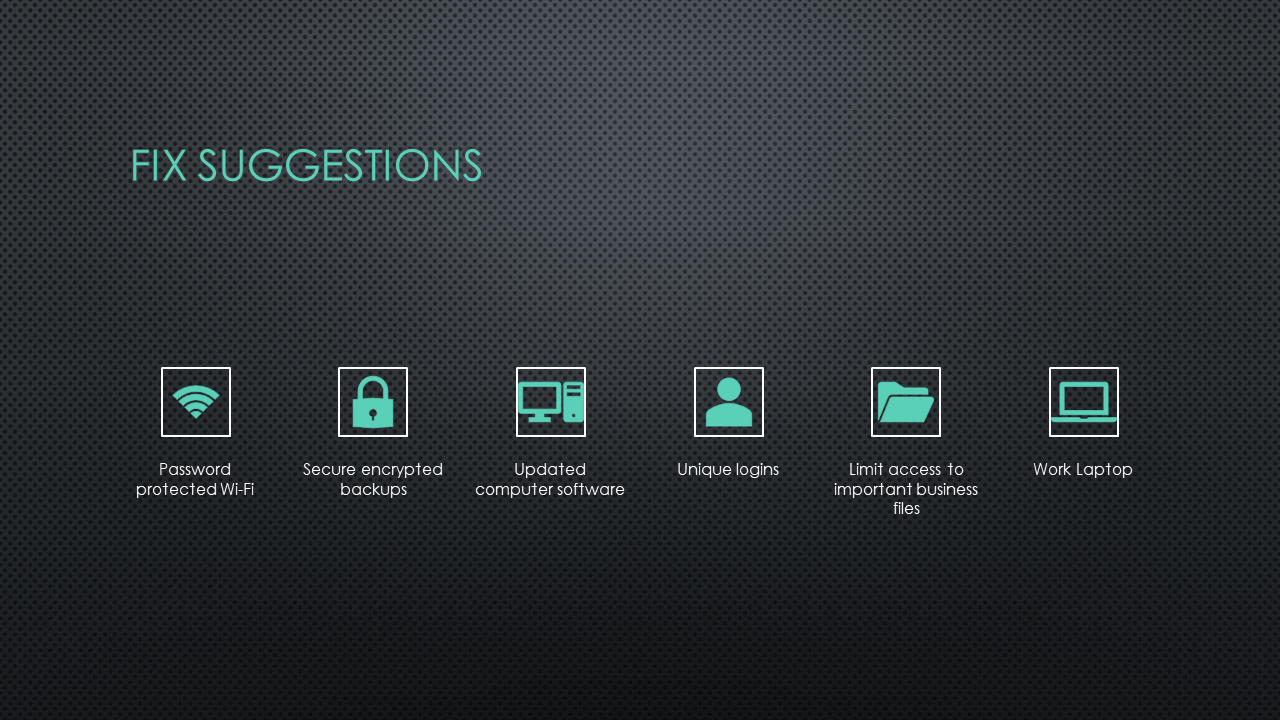 FIX SUGGESTIONS
Password
protected Wi-Fi
Secure encrypted
backups
Updated
computer software
Unique logins
Limit access to
important business
files
Work Laptop